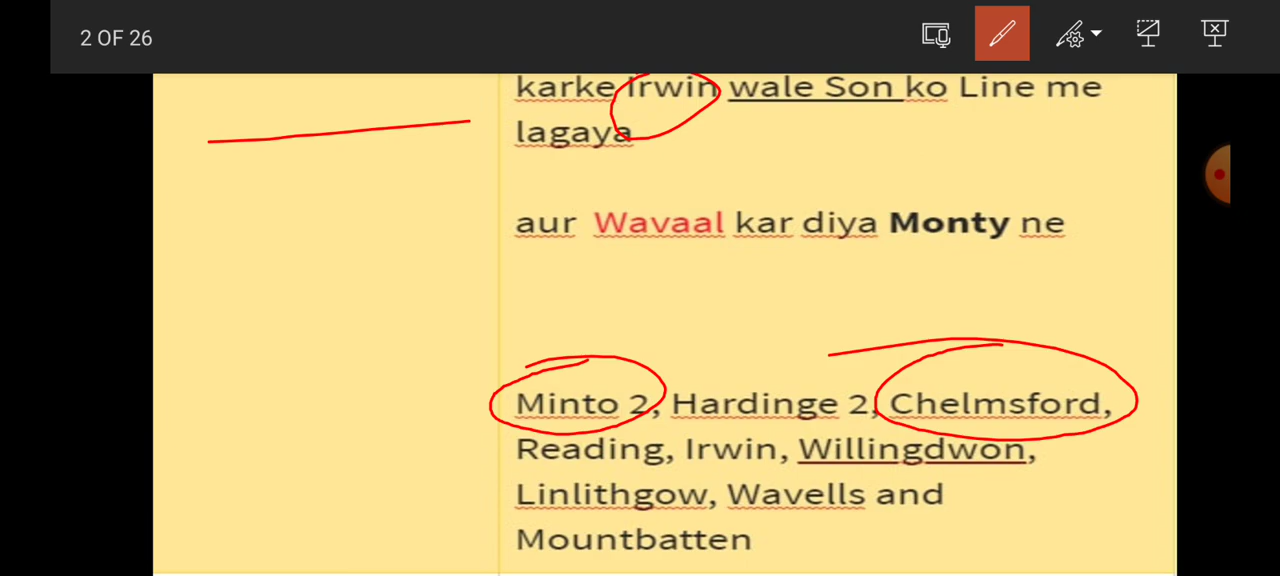 2 OF 26
karke Irwin wale Son ko Line me
lagaya
aur Wavaal kar diya Monty ne
Minto 2, Hardinge 2, Chelmsford,
Reading, Irwin, Willingdwon,
Linlithgow, Wavells and
Mountbatten